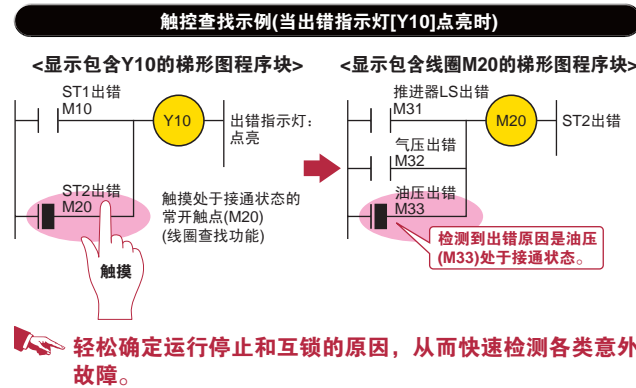 触控查找示例(当出错指示灯[Y10]点亮时)
<显示包含Y10的梯形图程序块>
ST1出错
M10
Y10
出错指示灯：
点亮
ST2出错
M20
触摸处于接通状态的
常开触点(M20)
(线圈查找功能)
触摸
<显示包含线圈M20的梯形图程序块>
推进器LS出错
M31
M20
ST2出错
气压出错
M32
油压出错
M33
检测到出错原因是油压
(M33)处于接通状态。
轻松确定运行停止和互锁的原因，从而快速检测各类意外
故障。